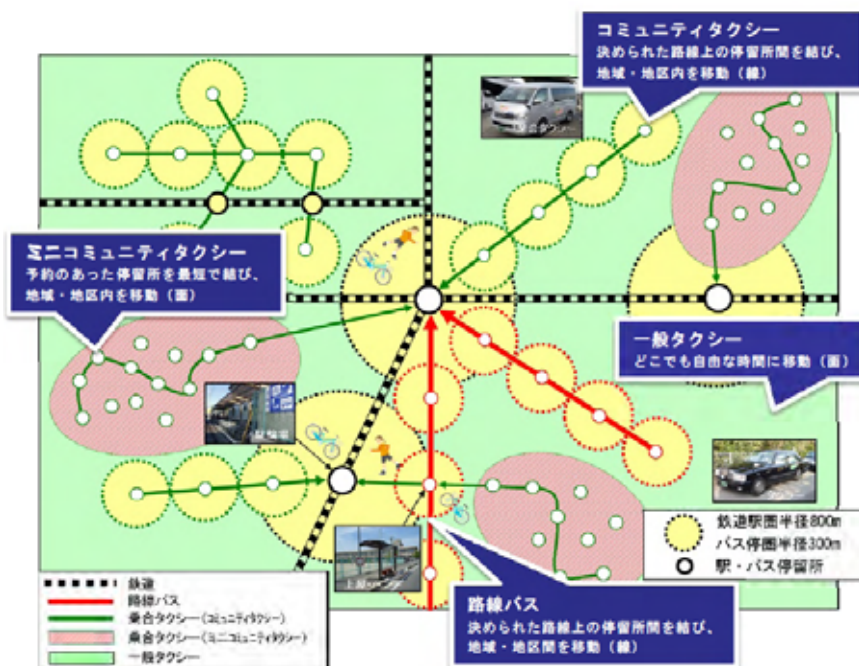 コミュニティタクシー
決められた路線上の停留所間を結び、
地域・地区内を移動（線）
ミニコミュニティタクシー
予約のあった停留所を最短で結び、
地域・地区内を移動（面）
一般タクシー
どこでも自由な時間に移動（面）
鉄道駅圏半径800m
バス停圏半径300m
駅・バス停留所
路線バス
決められた路線上の停留所間を結び、
地域・地区間を移動（線）
鉄道
路線バス
乗合タクシー(コミュニティタクシー)
乗合タクシー(ミニコミュニティタクシー)
一般タクシー